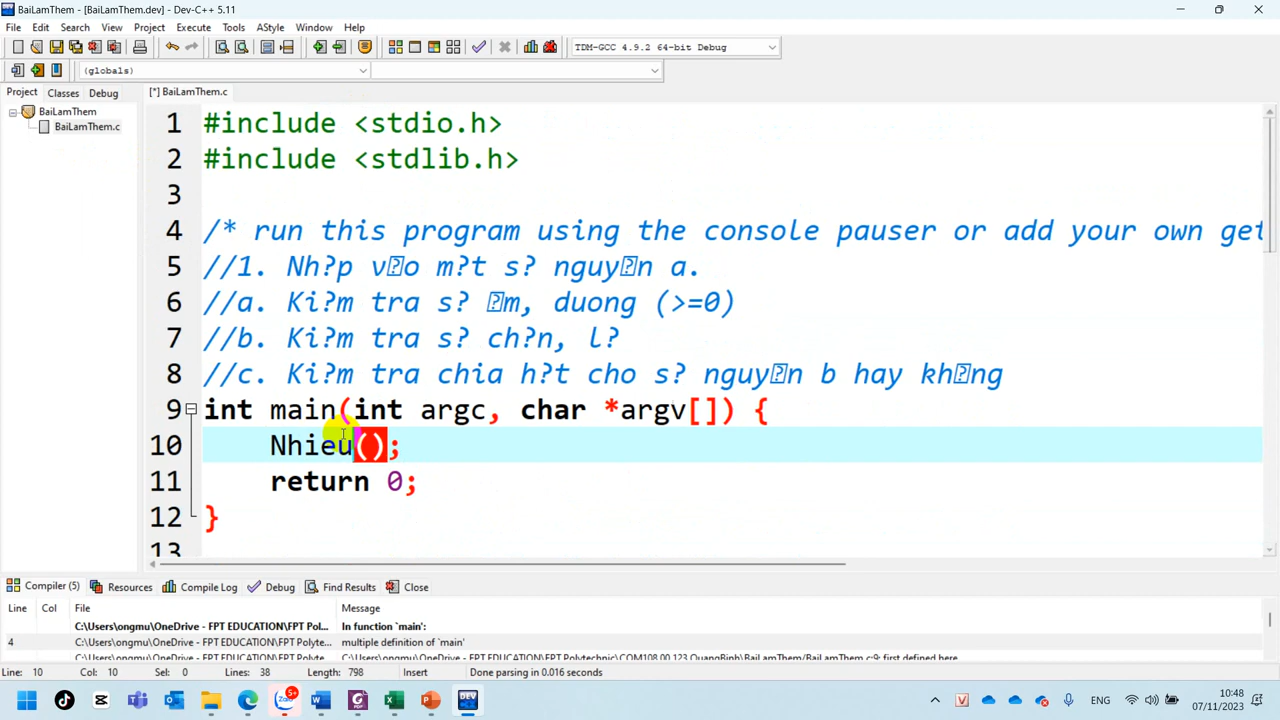 BaiLamThem - [BaiLamThem.dev] - Dev-C++ 5.11
File Edit Search View Project Execute Tools AStyle Window Help
TDM-GCC 4.9.2 64-bit Debug
(globals)
Project Classes Debug
[*] BaiLamThem.c
BaiLamThem
BaiLamThem.c
1 #include <stdio.h>
2 #include <stdlib.h>
3
4 /* run this program using the console pauser or add your own get
5 //1. Nh?p v�o m?t s? nguy�n a.
6 //a. Ki?m tra s? �m, duong (>=0)
7 //b. Ki?m tra s? ch?n, l?
8 //c. Ki?m tra chia h?t cho s? nguy�n b hay kh�ng
9 int main(int argc, char *argv[]) {
10 Nhieu();
11 return 0;
12 }
13
Compiler (5) Resources Compile Log Debug Find Results Close
Line Col File Message
C:\Users\ongmu\OneDrive - FPT EDUCATION\FPT Pol... In function `main':
4 C:\Users\ongmu\OneDrive - FPT EDUCATION\FPT Polyte... multiple definition of `main'
C:\Users\ongmu\OneDrive - FPT EDUCATION\FPT Polyte... C:\Users\ongmu\OneDrive - FPT EDUCATION\FPT Polytechnic\COM108.00.123.QuangBinh/BaiLamThem/BaiLamThem.c:9: first defined here
Line: 10 Col: 10 Sel: 0 Lines: 38 Length: 798 Insert Done parsing in 0.016 seconds
5+
Zalo
DEV
ENG
10:48
07/11/2023